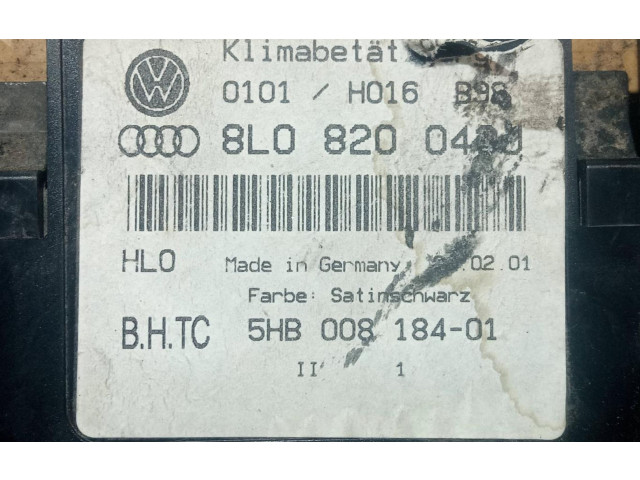 Klimabetät
0101 / H016 B98
8L0 820
HLO Made in Germany .02.01
Farbe: Satinschwarz
B.H.TC 5HB 008 184-01
II 1